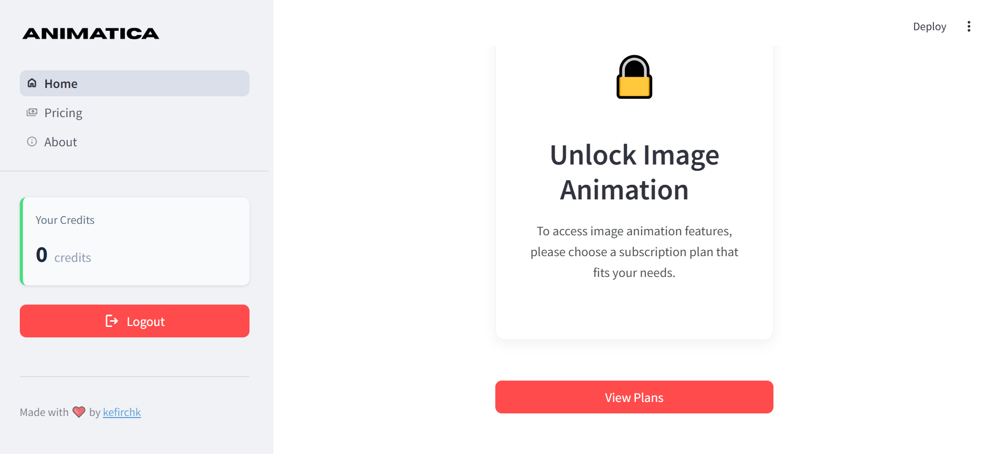 ANIMATICA
Home
Pricing
About
Your Credits
0 credits
Logout
Made with ❤️ by kefirchk
Deploy
Unlock Image
Animation
To access image animation features,
please choose a subscription plan that
fits your needs.
View Plans